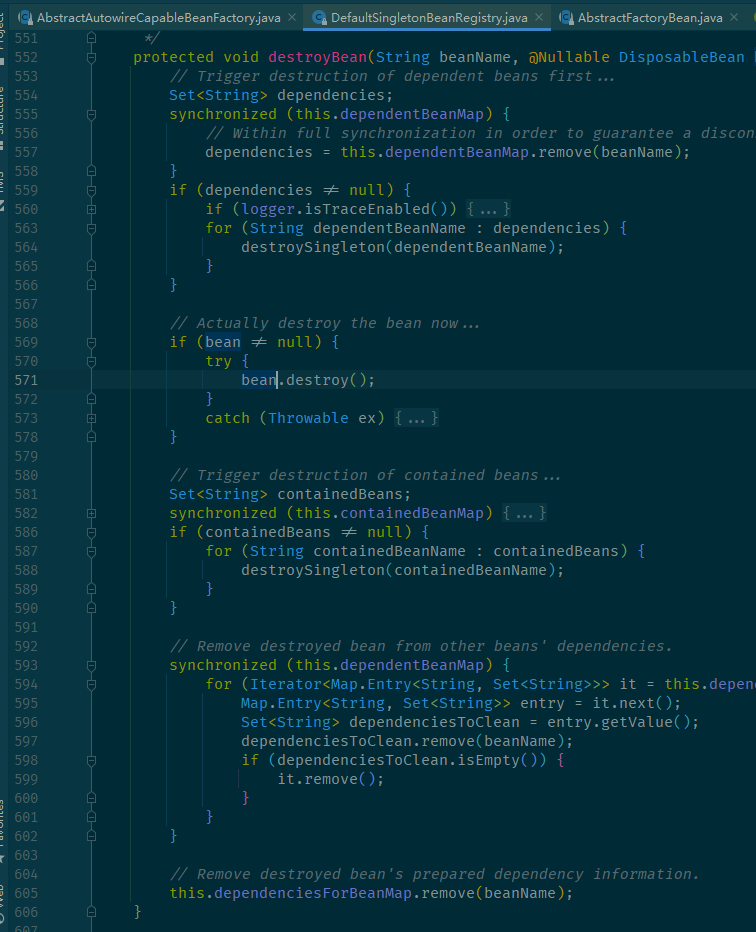 AbstractAutowireCapableBeanFactory.java × DefaultSingletonBeanRegistry.java × AbstractFactoryBean.java ×
551 */
552 protected void destroyBean(String beanName, @Nullable DisposableBean
553 // Trigger destruction of dependent beans first...
554 Set<String> dependencies;
555 synchronized (this.dependentBeanMap) {
556 // Within full synchronization in order to guarantee a discon
557 dependencies = this.dependentBeanMap.remove(beanName);
558 }
559 if (dependencies ≠ null) {
560 if (logger.isTraceEnabled()) {...}
563 for (String dependentBeanName : dependencies) {
564 destroySingleton(dependentBeanName);
565 }
566 }
567
568 // Actually destroy the bean now...
569 if (bean ≠ null) {
570 try {
571 bean.destroy();
572 }
573 catch (Throwable ex) {...}
578 }
579
580 // Trigger destruction of contained beans...
581 Set<String> containedBeans;
582 synchronized (this.containedBeanMap) {...}
586 if (containedBeans ≠ null) {
587 for (String containedBeanName : containedBeans) {
588 destroySingleton(containedBeanName);
589 }
590 }
591
592 // Remove destroyed bean from other beans' dependencies.
593 synchronized (this.dependentBeanMap) {
594 for (Iterator<Map.Entry<String, Set<String>>> it = this.depende
595 Map.Entry<String, Set<String>> entry = it.next();
596 Set<String> dependenciesToClean = entry.getValue();
597 dependenciesToClean.remove(beanName);
598 if (dependenciesToClean.isEmpty()) {
599 it.remove();
600 }
601 }
602 }
603
604 // Remove destroyed bean's prepared dependency information.
605 this.dependenciesForBeanMap.remove(beanName);
606 }
607